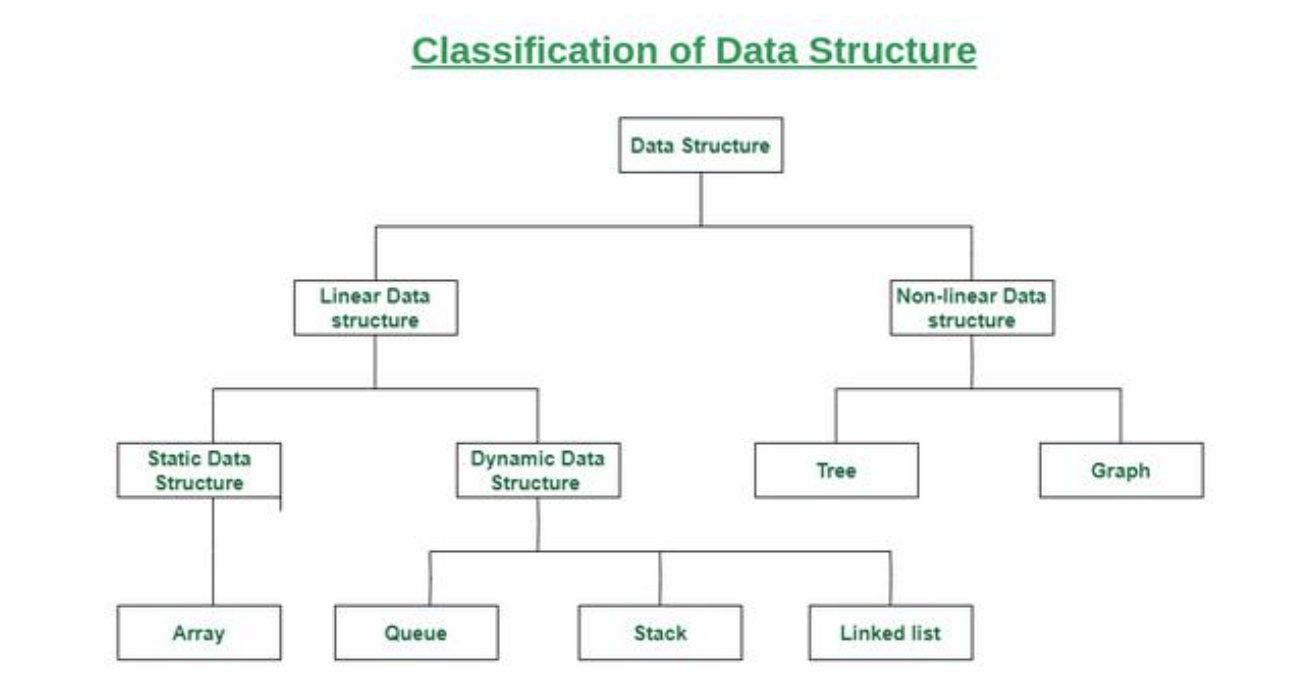 Classification of Data Structure
Data Structure
Linear Data
structure
Non-linear Data
structure
Static Data
Structure
Dynamic Data
Structure
Tree
Graph
Array
Queue
Stack
Linked list